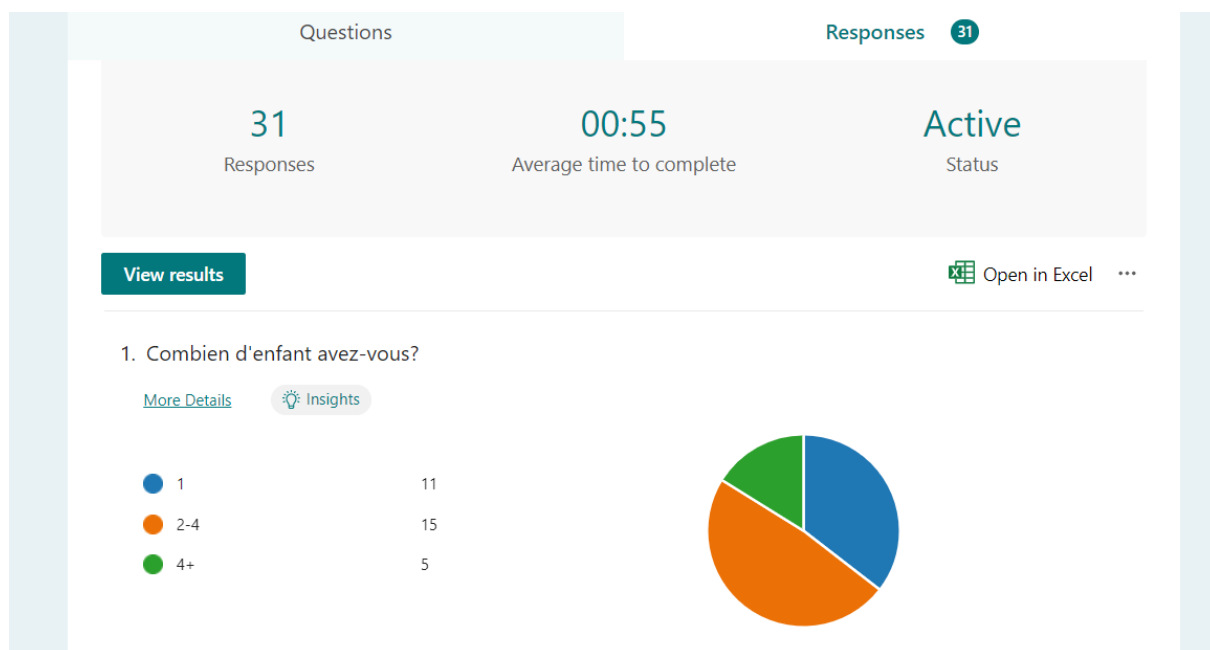 Questions
Responses 31
31 00:55 Active
Responses Average time to complete Status
View results
Open in Excel ...
1. Combien d'enfant avez-vous?
More Details Insights
1 11
2-4 15
4+ 5